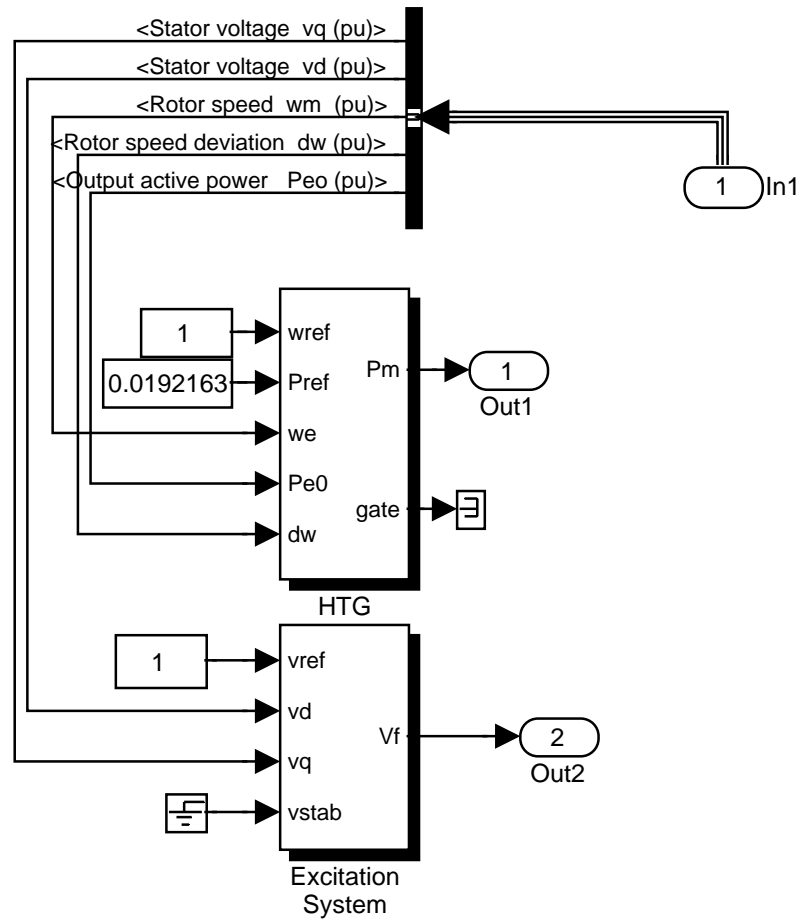 <Stator voltage  vq (pu)>
<Stator voltage  vd (pu)>
<Rotor speed  wm  (pu)>
<Rotor speed deviation  dw (pu)>
<Output active power   Peo (pu)>
1
In1
1
wref
0.0192163
Pref
we
Pe0
dw
Pm
gate
1
Out1
HTG
1
vref
vd
vq
vstab
Vf
2
Out2
Excitation
System